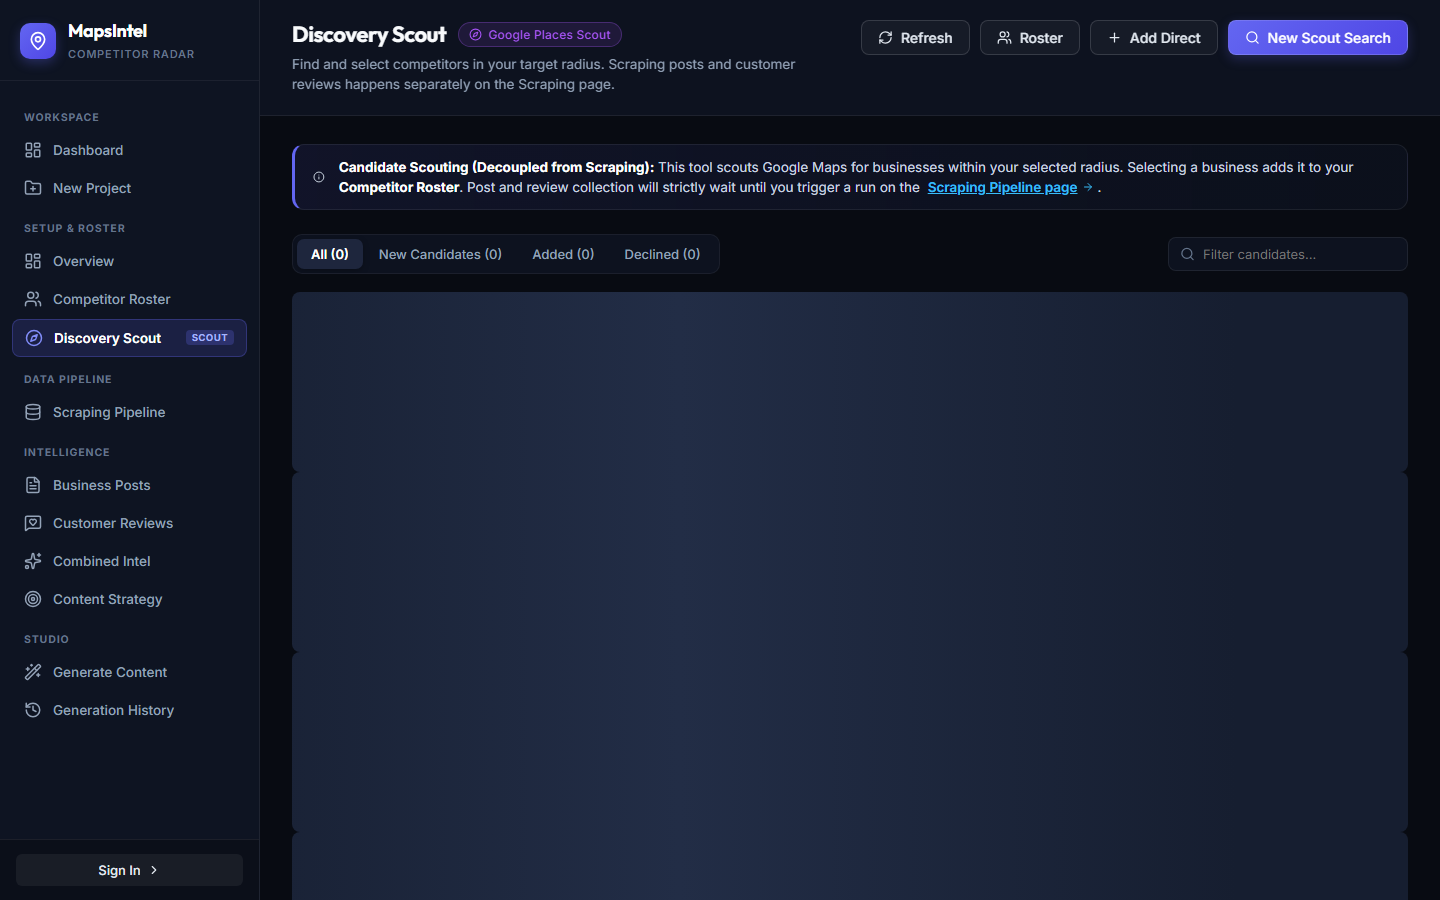 MapsIntel
COMPETITOR RADAR
WORKSPACE
Dashboard
New Project
SETUP & ROSTER
Overview
Competitor Roster
Discovery Scout SCOUT
DATA PIPELINE
Scraping Pipeline
INTELLIGENCE
Business Posts
Customer Reviews
Combined Intel
Content Strategy
STUDIO
Generate Content
Generation History
Sign In
Discovery Scout Google Places Scout
Find and select competitors in your target radius. Scraping posts and customer
reviews happens separately on the Scraping page.
Refresh Roster Add Direct New Scout Search
Candidate Scouting (Decoupled from Scraping): This tool scouts Google Maps for businesses within your selected radius. Selecting a business adds it to your
Competitor Roster. Post and review collection will strictly wait until you trigger a run on the Scraping Pipeline page → .
All (0) New Candidates (0) Added (0) Declined (0)
Filter candidates...